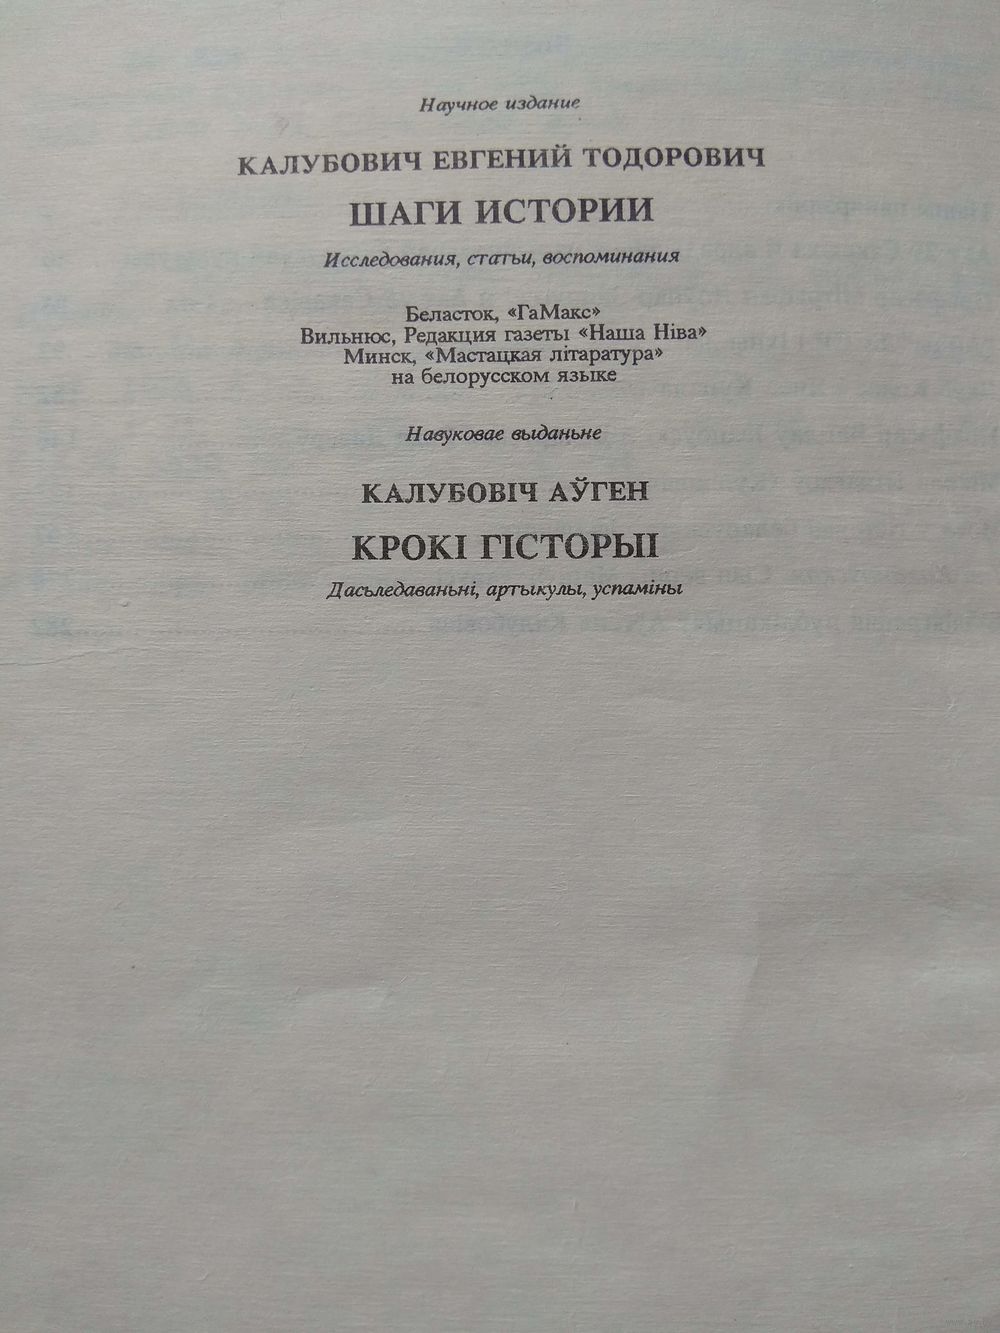 Научное издание
КАЛУБОВИЧ ЕВГЕНИЙ ТОДОРОВИЧ
ШАГИ ИСТОРИИ
Исследования, статьи, воспоминания
Беласток, «ГаМакс»
Вильнюс, Редакция газеты «Наша Ніва»
Минск, «Мастацкая літаратура»
на белорусском языке
Навуковае выданьне
КАЛУБОВІЧ АЎГЕН
КРОКІ ГІСТОРЫІ
Дасьледаваньні, артыкулы, успаміны